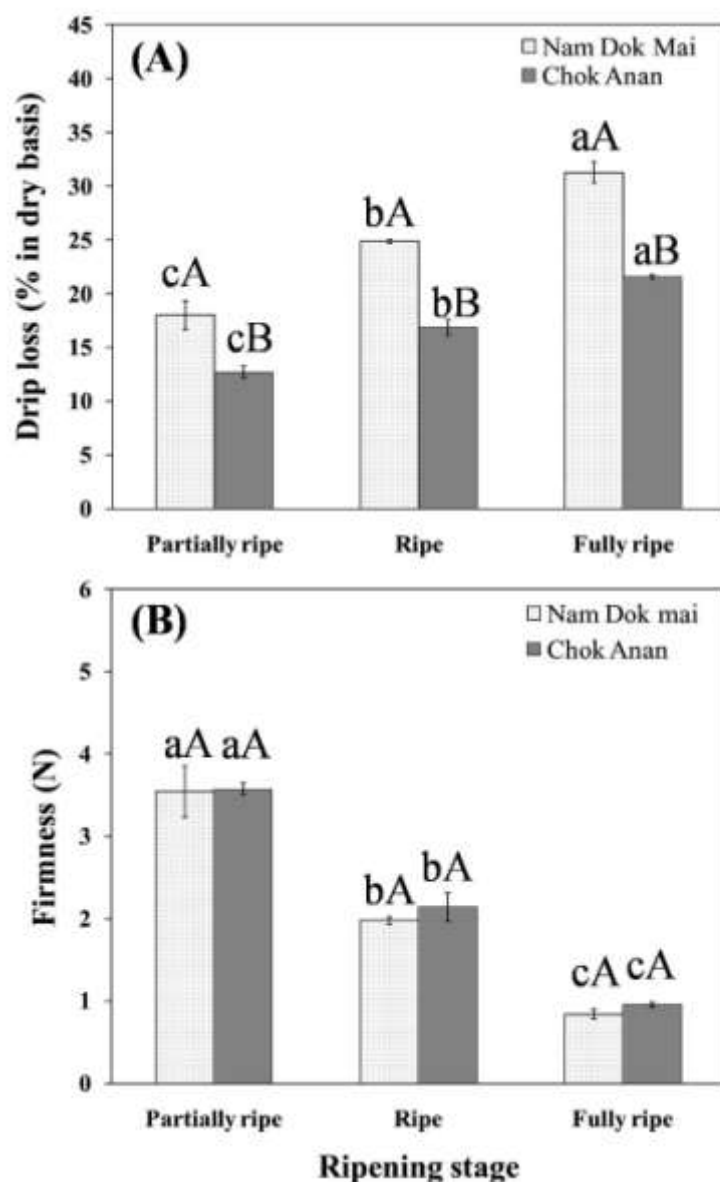 (A)
Nam Dok Mai
Chok Anan
Drip loss (% in dry basis)
45
40
35
30
25
20
15
10
5
0
cA
cB
bA
bB
aA
aB
Partially ripe
Ripe
Fully ripe
(B)
Nam Dok mai
Chok Anan
Firmness (N)
6
5
4
3
2
1
0
aA
aA
bA
bA
cA
cA
Partially ripe
Ripe
Fully ripe
Ripening stage